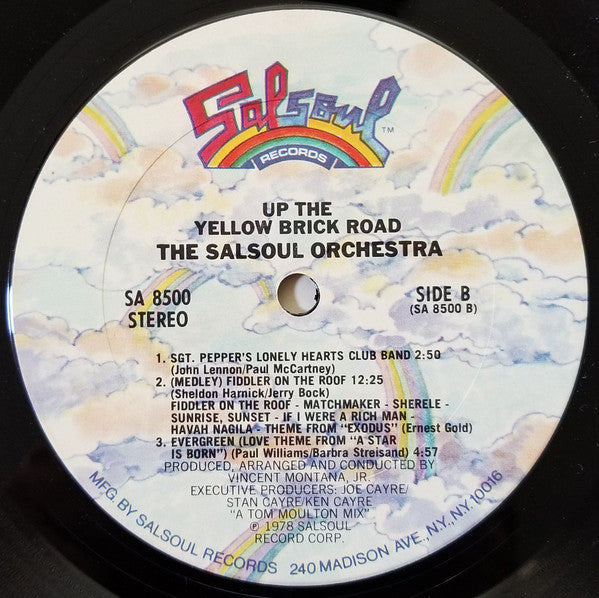 Salsoul™
RECORDS
UP THE
YELLOW BRICK ROAD
THE SALSOUL ORCHESTRA
SA 8500
STEREO
SIDE B
(SA 8500 B)
1. SGT. PEPPER'S LONELY HEARTS CLUB BAND 2:50
(John Lennon/Paul McCartney)
2. (MEDLEY) FIDDLER ON THE ROOF 12:25
(Sheldon Harnick/Jerry Bock)
FIDDLER ON THE ROOF - MATCHMAKER - SHERELE -
SUNRISE, SUNSET - IF I WERE A RICH MAN -
HAVAH NAGILA - THEME FROM "EXODUS" (Ernest Gold)
3. EVERGREEN (LOVE THEME FROM "A STAR
IS BORN") (Paul Williams/Barbra Streisand) 4:57
PRODUCED, ARRANGED AND CONDUCTED BY
VINCENT MONTANA, JR.
EXECUTIVE PRODUCERS: JOE CAYRE/
STAN CAYRE/KEN CAYRE
"A TOM MOULTON MIX"
℗ 1978 SALSOUL
RECORD CORP.
MFG BY SALSOUL RECORDS 240 MADISON AVE., N.Y., N.Y. 10016